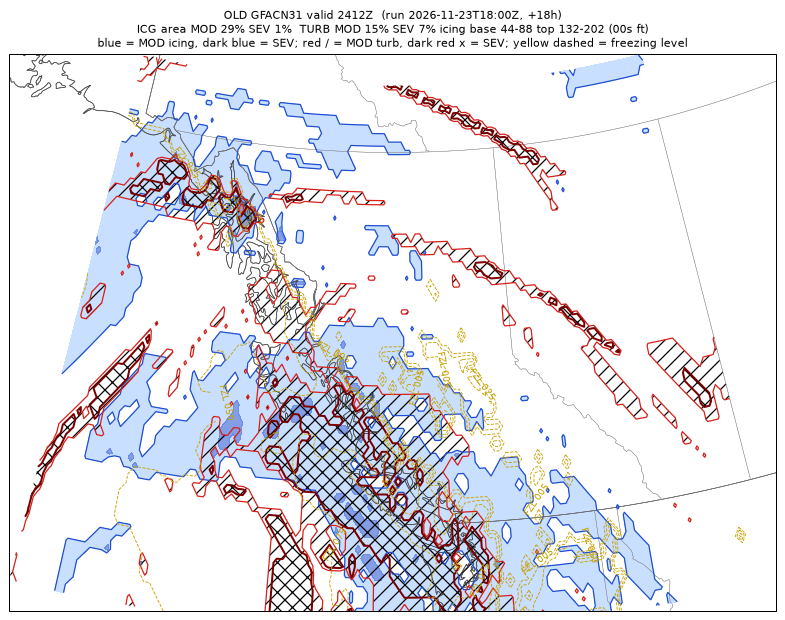 OLD GFACN31 valid 2412Z (run 2026-11-23T18:00Z, +18h)
ICG area MOD 29% SEV 1% TURB MOD 15% SEV 7% icing base 44-88 top 132-202 (00s ft)
blue = MOD icing, dark blue = SEV; red / = MOD turb, dark red x = SEV; yellow dashed = freezing level